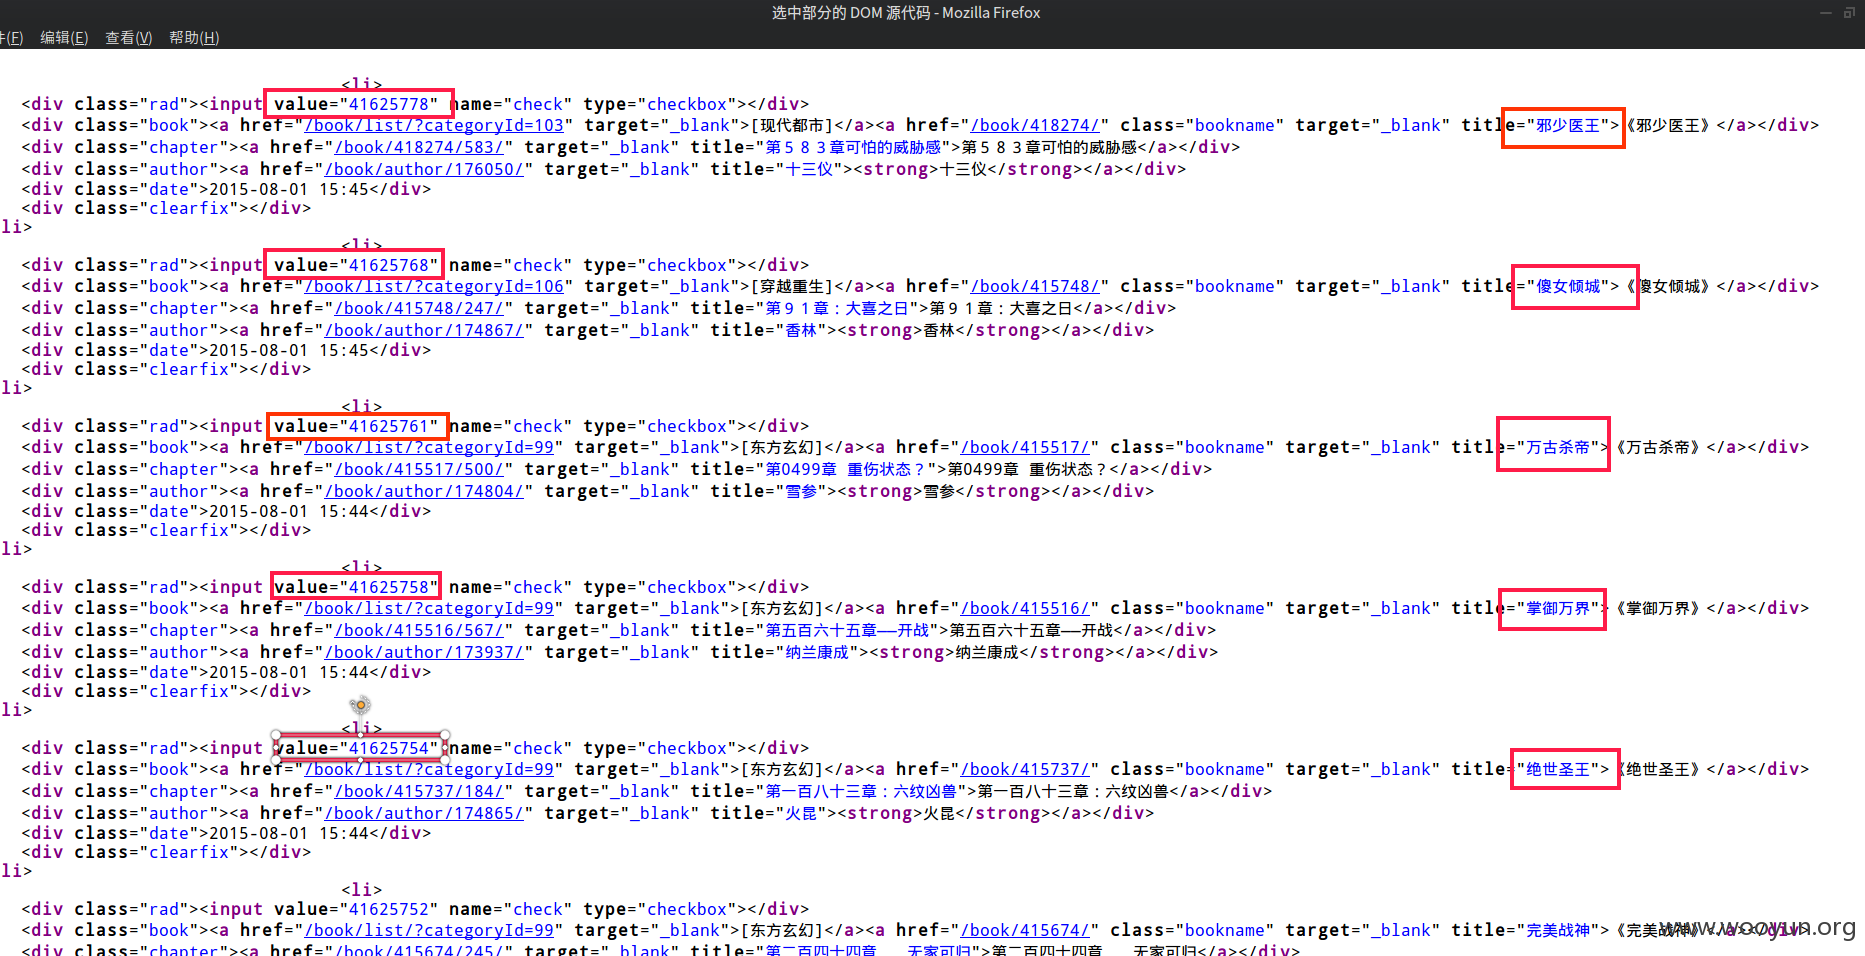 选中部分的 DOM 源代码 - Mozilla Firefox
件(F) 编辑(E) 查看(V) 帮助(H)
<li>
<div class="rad"><input value="41625778" name="check" type="checkbox"></div>
<div class="book"><a href="/book/list/?categoryId=103" target="_blank">[现代都市]</a><a href="/book/418274/" class="bookname" target="_blank" title="邪少医王">《邪少医王》</a></div>
<div class="chapter"><a href="/book/418274/583/" target="_blank" title="第５８３章可怕的威胁感">第５８３章可怕的威胁感</a></div>
<div class="author"><a href="/book/author/176050/" target="_blank" title="十三仪"><strong>十三仪</strong></a></div>
<div class="date">2015-08-01 15:45</div>
<div class="clearfix"></div>
li>
<li>
<div class="rad"><input value="41625768" name="check" type="checkbox"></div>
<div class="book"><a href="/book/list/?categoryId=106" target="_blank">[穿越重生]</a><a href="/book/415748/" class="bookname" target="_blank" title="傻女倾城">《傻女倾城》</a></div>
<div class="chapter"><a href="/book/415748/247/" target="_blank" title="第９１章：大喜之日">第９１章：大喜之日</a></div>
<div class="author"><a href="/book/author/174867/" target="_blank" title="香林"><strong>香林</strong></a></div>
<div class="date">2015-08-01 15:45</div>
<div class="clearfix"></div>
li>
<li>
<div class="rad"><input value="41625761" name="check" type="checkbox"></div>
<div class="book"><a href="/book/list/?categoryId=99" target="_blank">[东方玄幻]</a><a href="/book/415517/" class="bookname" target="_blank" title="万古杀帝">《万古杀帝》</a></div>
<div class="chapter"><a href="/book/415517/500/" target="_blank" title="第0499章 重伤状态？">第0499章 重伤状态？</a></div>
<div class="author"><a href="/book/author/174804/" target="_blank" title="雪参"><strong>雪参</strong></a></div>
<div class="date">2015-08-01 15:44</div>
<div class="clearfix"></div>
li>
<li>
<div class="rad"><input value="41625758" name="check" type="checkbox"></div>
<div class="book"><a href="/book/list/?categoryId=99" target="_blank">[东方玄幻]</a><a href="/book/415516/" class="bookname" target="_blank" title="掌御万界">《掌御万界》</a></div>
<div class="chapter"><a href="/book/415516/567/" target="_blank" title="第五百六十五章——开战">第五百六十五章——开战</a></div>
<div class="author"><a href="/book/author/173937/" target="_blank" title="纳兰康成"><strong>纳兰康成</strong></a></div>
<div class="date">2015-08-01 15:44</div>
<div class="clearfix"></div>
li>
<li>
<div class="rad"><input value="41625754" name="check" type="checkbox"></div>
<div class="book"><a href="/book/list/?categoryId=99" target="_blank">[东方玄幻]</a><a href="/book/415737/" class="bookname" target="_blank" title="绝世圣王">《绝世圣王》</a></div>
<div class="chapter"><a href="/book/415737/184/" target="_blank" title="第一百八十三章：六纹凶兽">第一百八十三章：六纹凶兽</a></div>
<div class="author"><a href="/book/author/174865/" target="_blank" title="火昆"><strong>火昆</strong></a></div>
<div class="date">2015-08-01 15:44</div>
<div class="clearfix"></div>
li>
<li>
<div class="rad"><input value="41625752" name="check" type="checkbox"></div>
<div class="book"><a href="/book/list/?categoryId=99" target="_blank">[东方玄幻]</a><a href="/book/415674/" class="bookname" target="_blank" title="完美战神">《完美战神》</a></div>
www.wooyun.org
<div class="chapter"><a href="/book/415674/245/" target="_blank" title="第二百四十四章 无家可归">第二百四十四章 无家可归</a></div>